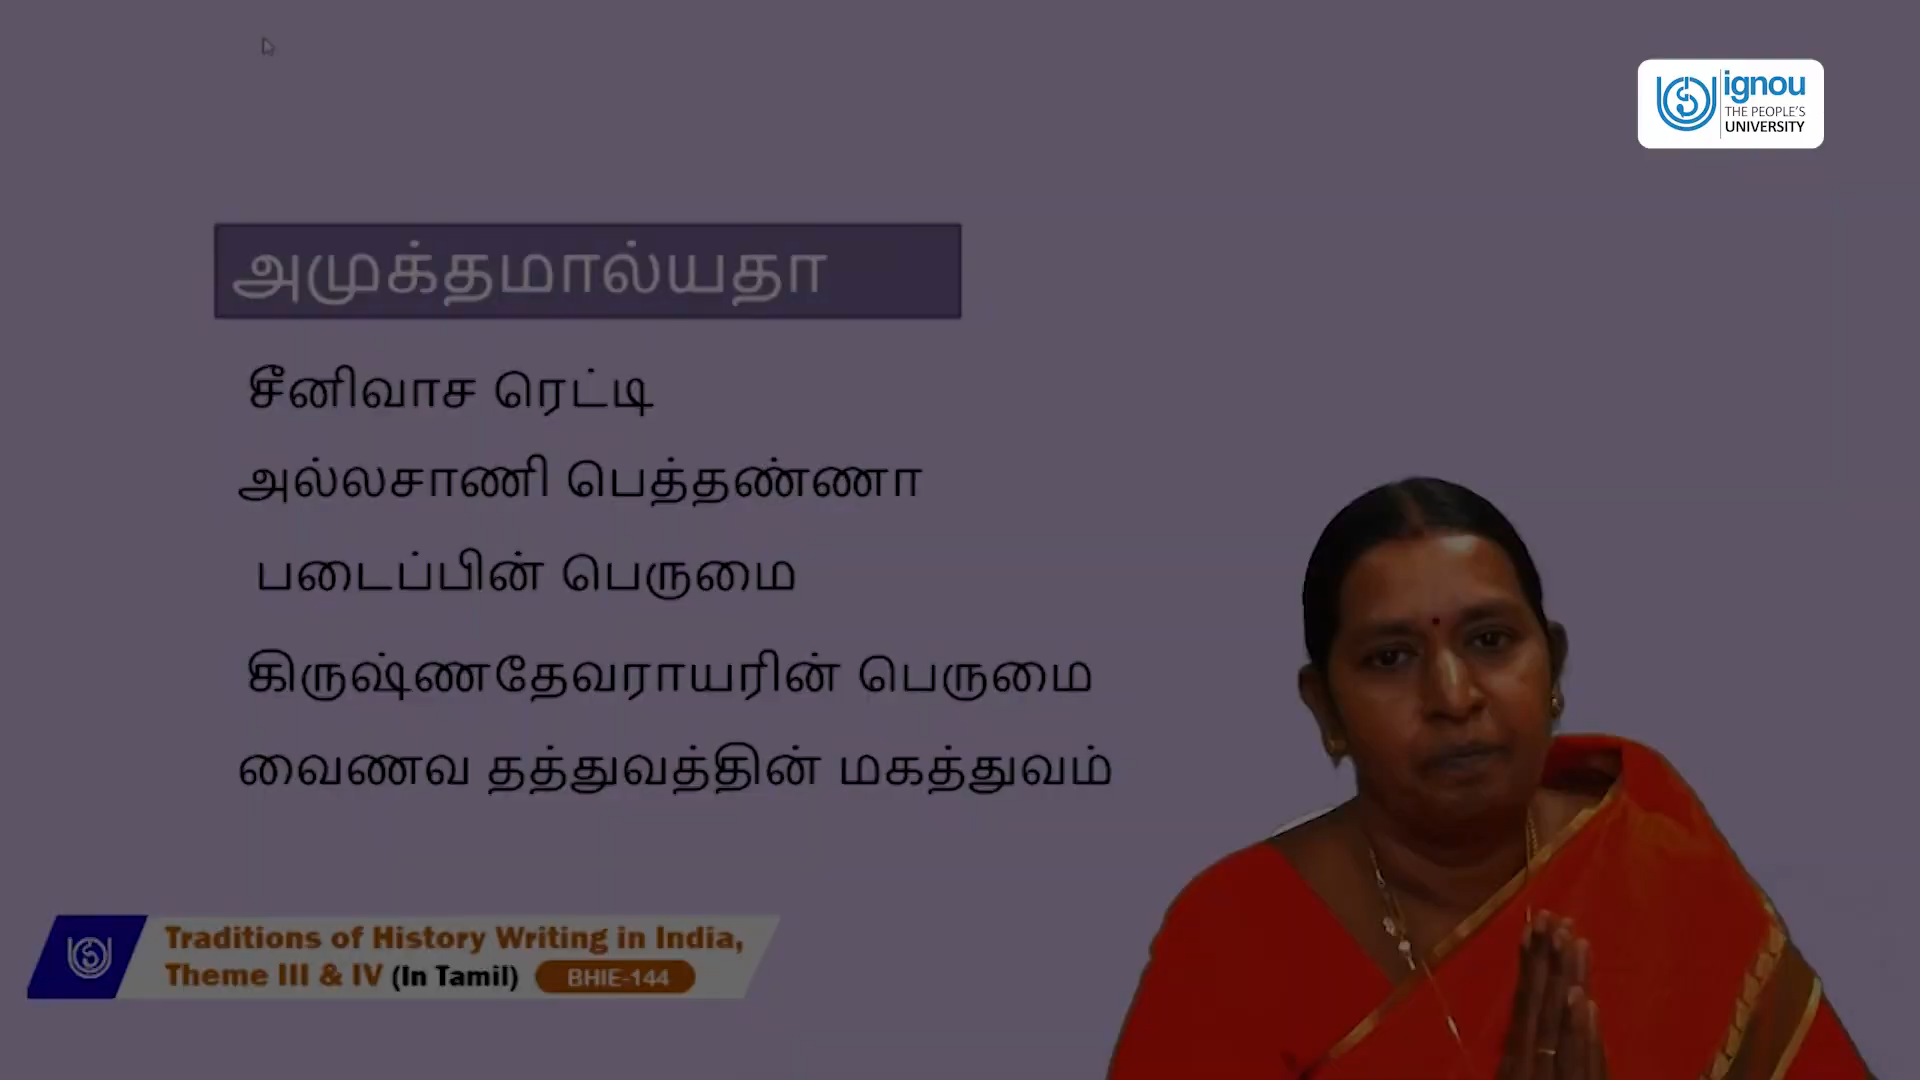 ignou
THE PEOPLE'S
UNIVERSITY
அமுக்தமால்யதா
சீனிவாச ரெட்டி
அல்லசாணி பெத்தண்ணா
படைப்பின் பெருமை
கிருஷ்ணதேவராயரின் பெருமை
வைணவ தத்துவத்தின் மகத்துவம்
Traditions of History Writing in India,
Theme III & IV (In Tamil) BHIE-144